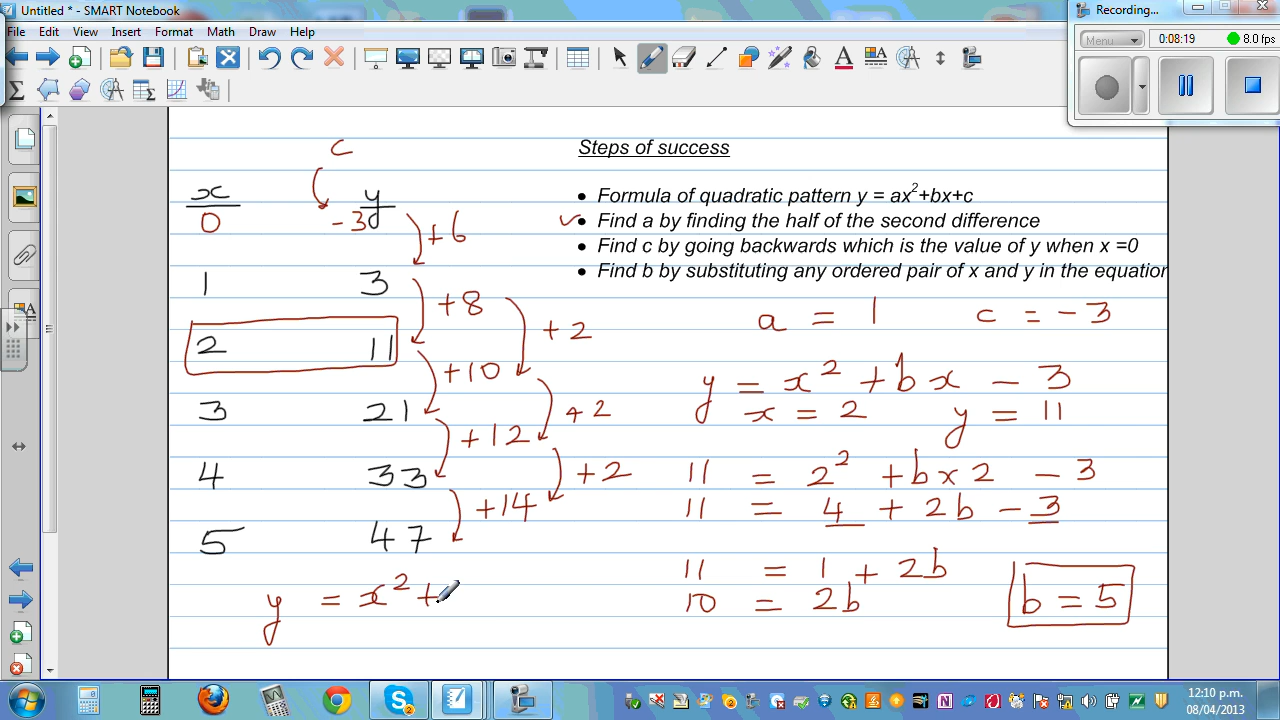 Untitled * - SMART Notebook
File Edit View Insert Format Math Draw Help
Recording...
Menu 0:08:19 8.0 fps
Steps of success
• Formula of quadratic pattern y = ax²+bx+c
• Find a by finding the half of the second difference
• Find c by going backwards which is the value of y when x =0
• Find b by substituting any ordered pair of x and y in the equation
c
x y
0 -3
+6
1 3
+8
+2
2 11
+10
+2
3 21
+12
+2
4 33
+14
5 47
y = x² +
a = 1 c = -3
y = x² + bx - 3
x = 2 y = 11
11 = 2² + b x 2 - 3
11 = 4 + 2b - 3
11 = 1 + 2b
10 = 2b
b = 5
12:10 p.m.
08/04/2013